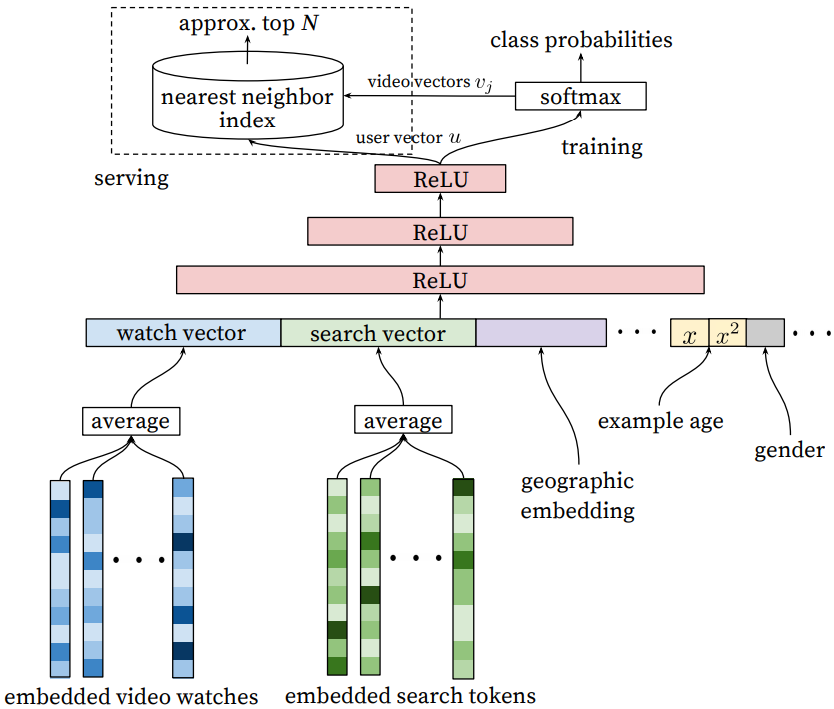 approx. top N
class probabilities
nearest neighbor
index
video vectors v_j
softmax
user vector u
training
serving
ReLU
ReLU
ReLU
watch vector
search vector
. . .
x
x²
. . .
average
average
example age
gender
geographic
embedding
. . .
. . .
embedded video watches
embedded search tokens